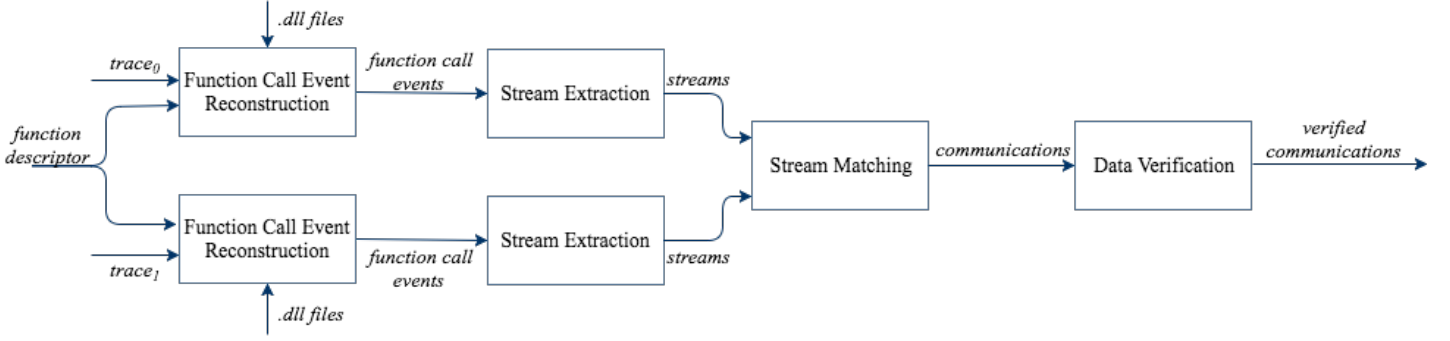 .dll files
trace0
Function Call Event
Reconstruction
function call
events
Stream Extraction
streams
function
descriptor
Stream Matching
communications
Data Verification
verified
communications
Function Call Event
Reconstruction
trace1
function call
events
Stream Extraction
streams
.dll files